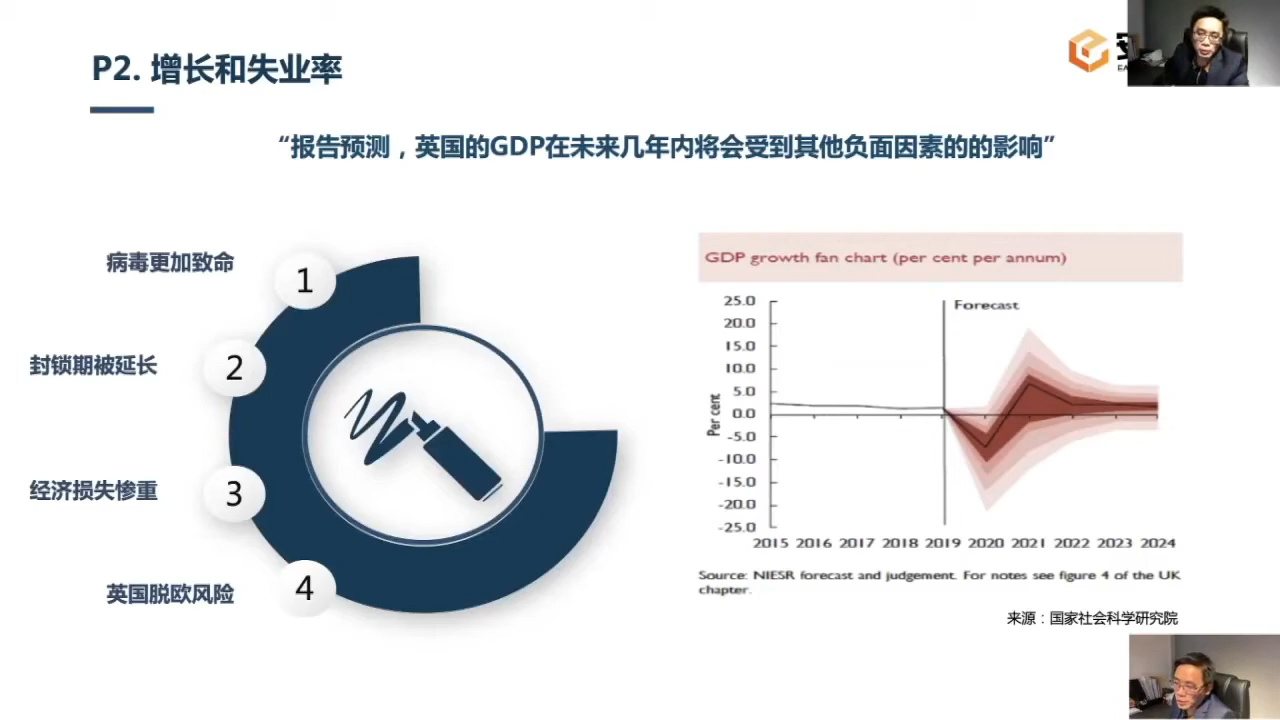 P2. 增长和失业率
“报告预测，英国的GDP在未来几年内将会受到其他负面因素的的影响”
病毒更加致命
1
封锁期被延长
2
经济损失惨重
3
英国脱欧风险
4
GDP growth fan chart (per cent per annum)
Forecast
Per cent
25.0
20.0
15.0
10.0
5.0
0.0
-5.0
-10.0
-15.0
-20.0
-25.0
2015 2016 2017 2018 2019 2020 2021 2022 2023 2024
Source: NIESR forecast and judgement. For notes see figure 4 of the UK
chapter.
来源：国家社会科学研究院